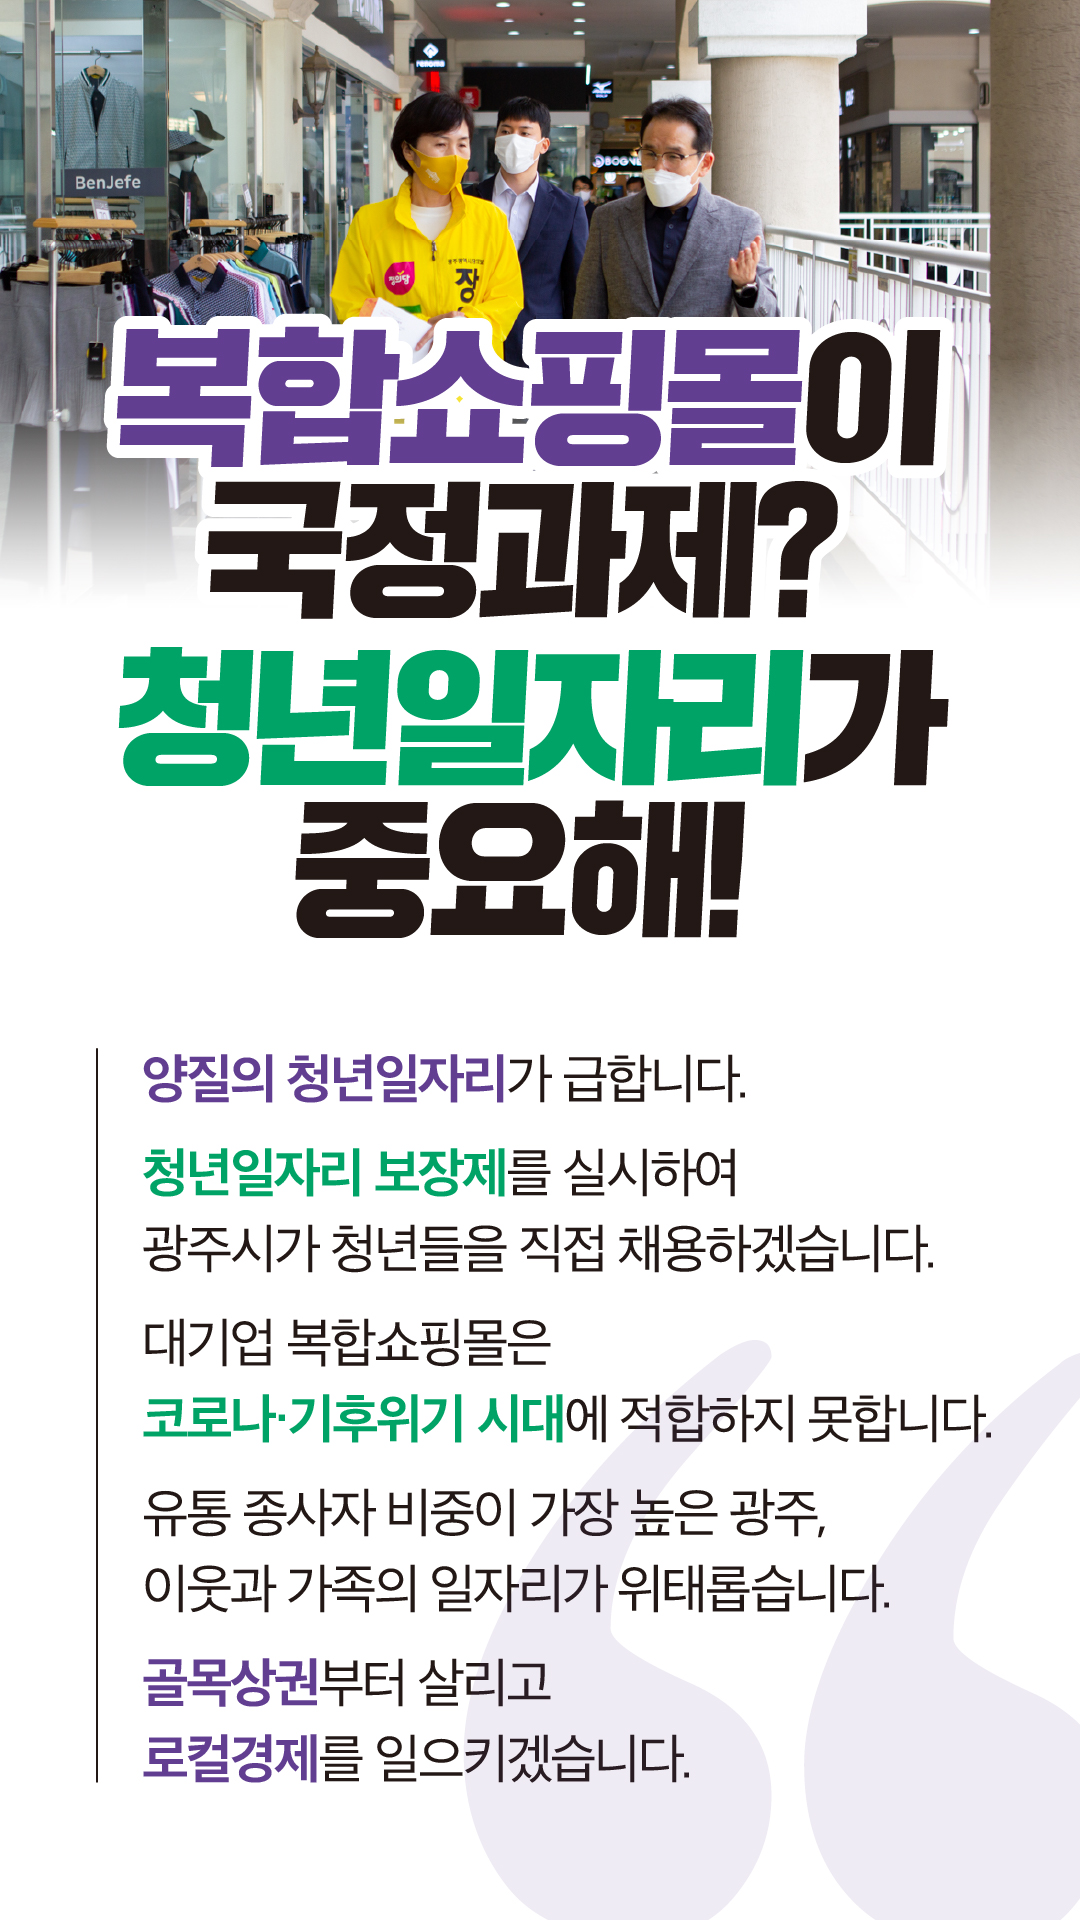 renoma
MIZUNO
BenJefe
정의당
장
복합쇼핑몰이
국정과제?
청년일자리가
중요해!
양질의 청년일자리가 급합니다.
청년일자리 보장제를 실시하여
광주시가 청년들을 직접 채용하겠습니다.
대기업 복합쇼핑몰은
코로나·기후위기 시대에 적합하지 못합니다.
유통 종사자 비중이 가장 높은 광주,
이웃과 가족의 일자리가 위태롭습니다.
골목상권부터 살리고
로컬경제를 일으키겠습니다.